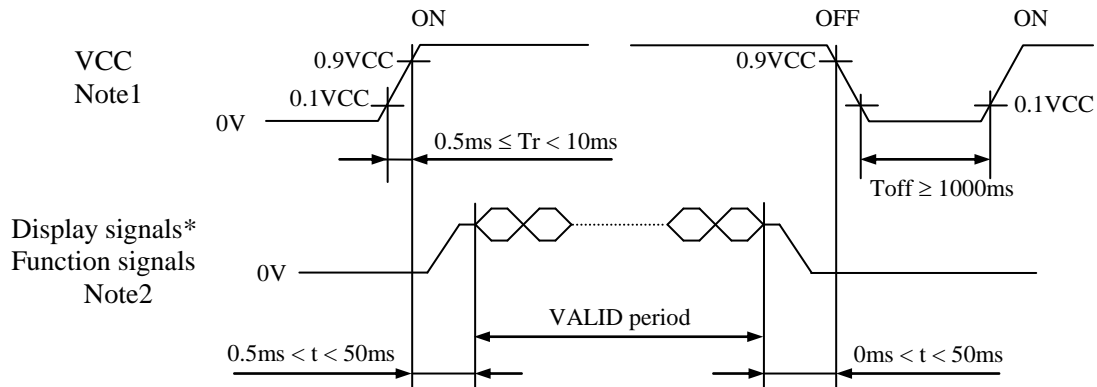 ON OFF ON
VCC
Note1
0.9VCC
0.9VCC
0.1VCC
0.1VCC
0V
0.5ms ≤ Tr < 10ms
Toff ≥ 1000ms
Display signals*
Function signals
Note2
0V
VALID period
0.5ms < t < 50ms
0ms < t < 50ms